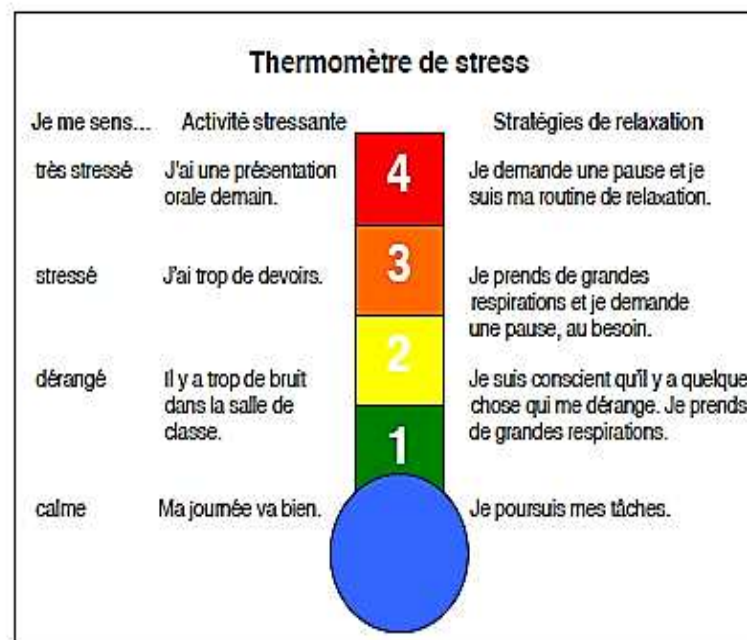 Thermomètre de stress
Je me sens... Activité stressante Stratégies de relaxation
très stressé J'ai une présentation 4 Je demande une pause et je
orale demain. suis ma routine de relaxation.
3
stressé J'ai trop de devoirs. Je prends de grandes
respirations et je demande
une pause, au besoin.
2
dérangé Il y a trop de bruit Je suis conscient qu'il y a quelque
dans la salle de chose qui me dérange. Je prends
classe. de grandes respirations.
1
calme Ma journée va bien. Je poursuis mes tâches.